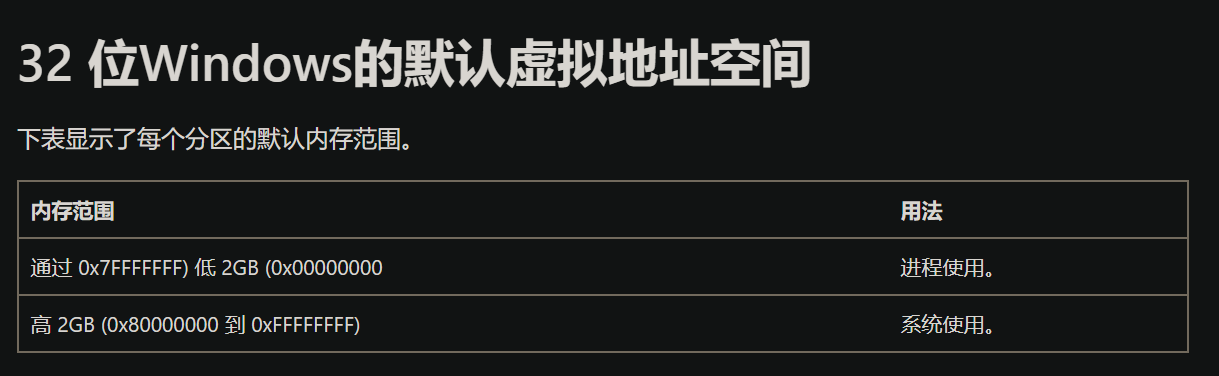 32 位Windows的默认虚拟地址空间
下表显示了每个分区的默认内存范围。
内存范围 用法
通过 0x7FFFFFFF) 低 2GB (0x00000000 进程使用。
高 2GB (0x80000000 到 0xFFFFFFFF) 系统使用。